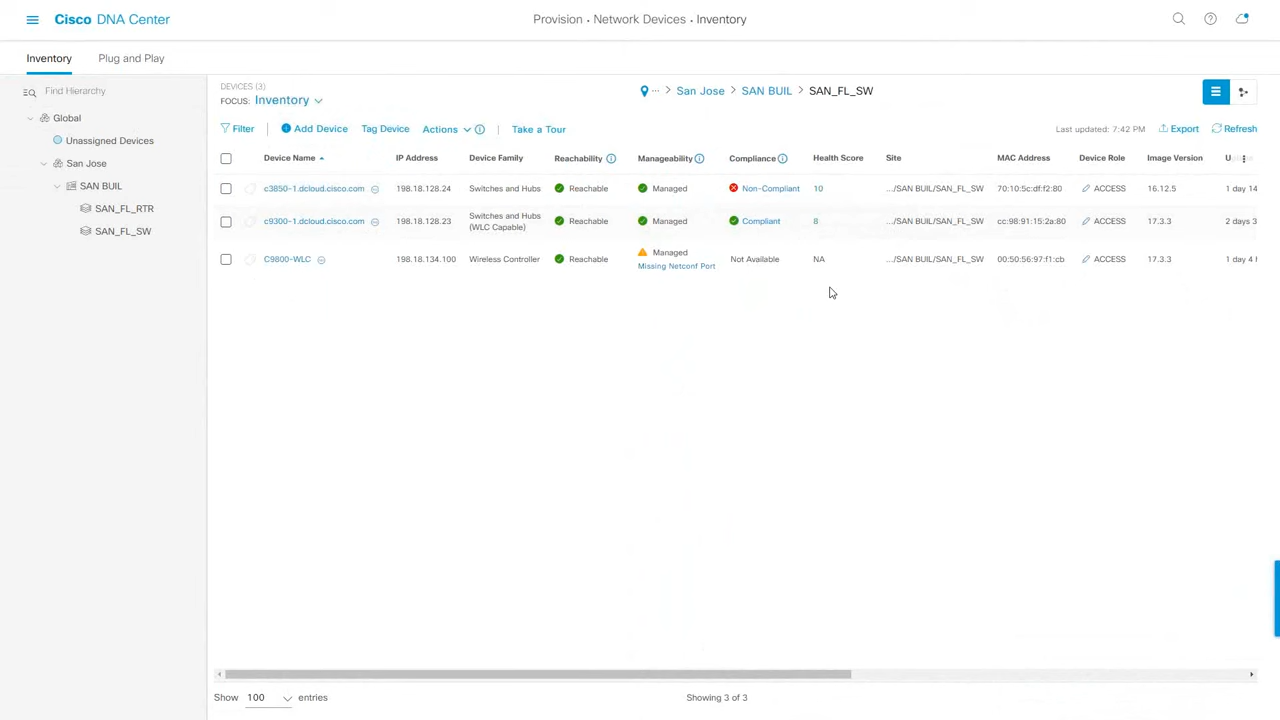 Cisco DNA Center
Provision • Network Devices • Inventory
Inventory
Plug and Play
Find Hierarchy
Global
Unassigned Devices
San Jose
SAN BUIL
SAN_FL_RTR
SAN_FL_SW
DEVICES (3)
FOCUS: Inventory
... > San Jose > SAN BUIL > SAN_FL_SW
Filter | Add Device Tag Device Actions | Take a Tour
Last updated: 7:42 PM Export Refresh
Device Name IP Address Device Family Reachability Manageability Compliance Health Score Site MAC Address Device Role Image Version
c3850-1.dcloud.cisco.com 198.18.128.24 Switches and Hubs Reachable Managed Non-Compliant 10 .../SAN BUIL/SAN_FL_SW 70:10:5c:df:f2:80 ACCESS 16.12.5 1 day 14
c9300-1.dcloud.cisco.com 198.18.128.23 Switches and Hubs (WLC Capable) Reachable Managed Compliant 8 .../SAN BUIL/SAN_FL_SW cc:98:91:15:2a:80 ACCESS 17.3.3 2 days 3
C9800-WLC 198.18.134.100 Wireless Controller Reachable Managed Not Available NA .../SAN BUIL/SAN_FL_SW 00:50:56:97:f1:cb ACCESS 17.3.3 1 day 4
Missing Netconf Port
Show 100 entries
Showing 3 of 3